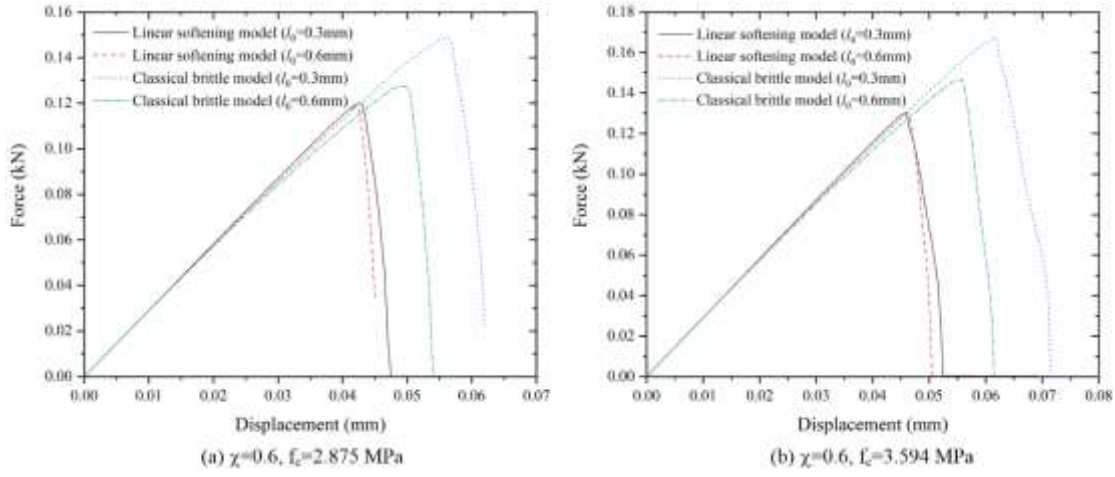 0.16
0.14
0.12
0.10
0.08
0.06
0.04
0.02
0.00
Force (kN)
Linear softening model (l₀=0.3mm)
Linear softening model (l₀=0.6mm)
Classical brittle model (l₀=0.3mm)
Classical brittle model (l₀=0.6mm)
0.00 0.01 0.02 0.03 0.04 0.05 0.06 0.07
Displacement (mm)
(a) χ=0.6, fc=2.875 MPa
0.18
0.16
0.14
0.12
0.10
0.08
0.06
0.04
0.02
0.00
Force (kN)
Linear softening model (l₀=0.3mm)
Linear softening model (l₀=0.6mm)
Classical brittle model (l₀=0.3mm)
Classical brittle model (l₀=0.6mm)
0.00 0.01 0.02 0.03 0.04 0.05 0.06 0.07 0.08
Displacement (mm)
(b) χ=0.6, fc=3.594 MPa